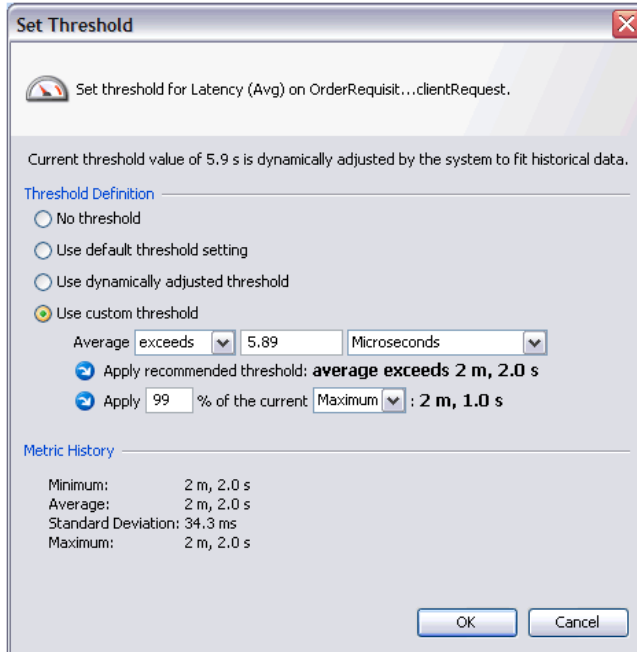 Set Threshold
Set threshold for Latency (Avg) on OrderRequisit...clientRequest.
Current threshold value of 5.9 s is dynamically adjusted by the system to fit historical data.
Threshold Definition
No threshold
Use default threshold setting
Use dynamically adjusted threshold
Use custom threshold
Average exceeds 5.89 Microseconds
Apply recommended threshold: average exceeds 2 m, 2.0 s
Apply 99 % of the current Maximum : 2 m, 1.0 s
Metric History
Minimum: 2 m, 2.0 s
Average: 2 m, 2.0 s
Standard Deviation: 34.3 ms
Maximum: 2 m, 2.0 s
OK Cancel